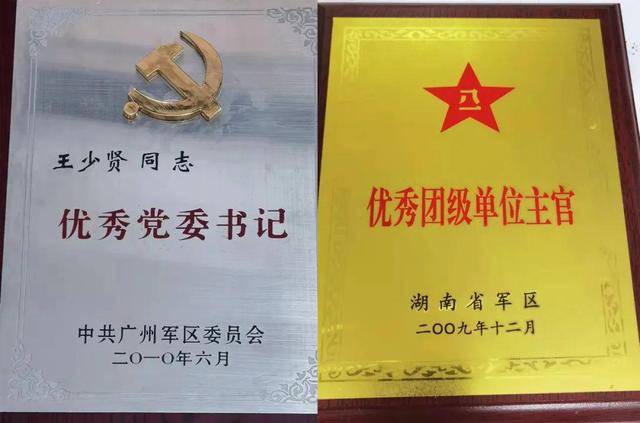 王少贤同志
优秀党委书记
中共广州军区委员会
二〇一〇年六月
八一
优秀团级单位主官
湖南省军区
二〇〇九年十二月